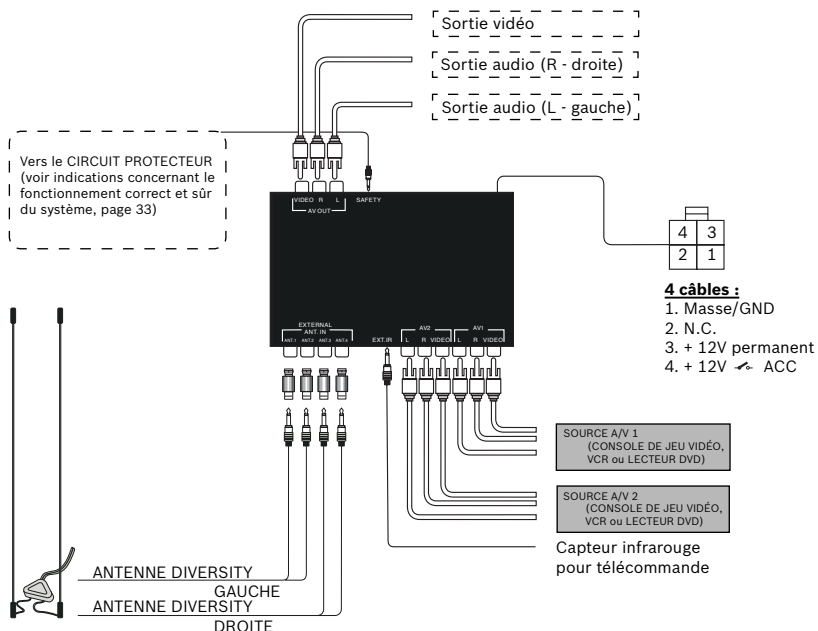 Sortie vidéo
Sortie audio (R - droite)
Sortie audio (L - gauche)
Vers le CIRCUIT PROTECTEUR
(voir indications concernant le
fonctionnement correct et sûr
du système, page 33)
VIDEO R L SAFETY
AV OUT
4 3
2 1
4 câbles :
1. Masse/GND
2. N.C.
3. + 12V permanent
4. + 12V ACC
EXTERNAL
ANT. IN
ANT.1 ANT.2 ANT.3 ANT.4
EXT.IR
AV2 AV1
L R VIDEO L R VIDEO
SOURCE A/V 1
(CONSOLE DE JEU VIDÉO,
VCR ou LECTEUR DVD)
SOURCE A/V 2
(CONSOLE DE JEU VIDÉO,
VCR ou LECTEUR DVD)
Capteur infrarouge
pour télécommande
ANTENNE DIVERSITY
GAUCHE
ANTENNE DIVERSITY
DROITE